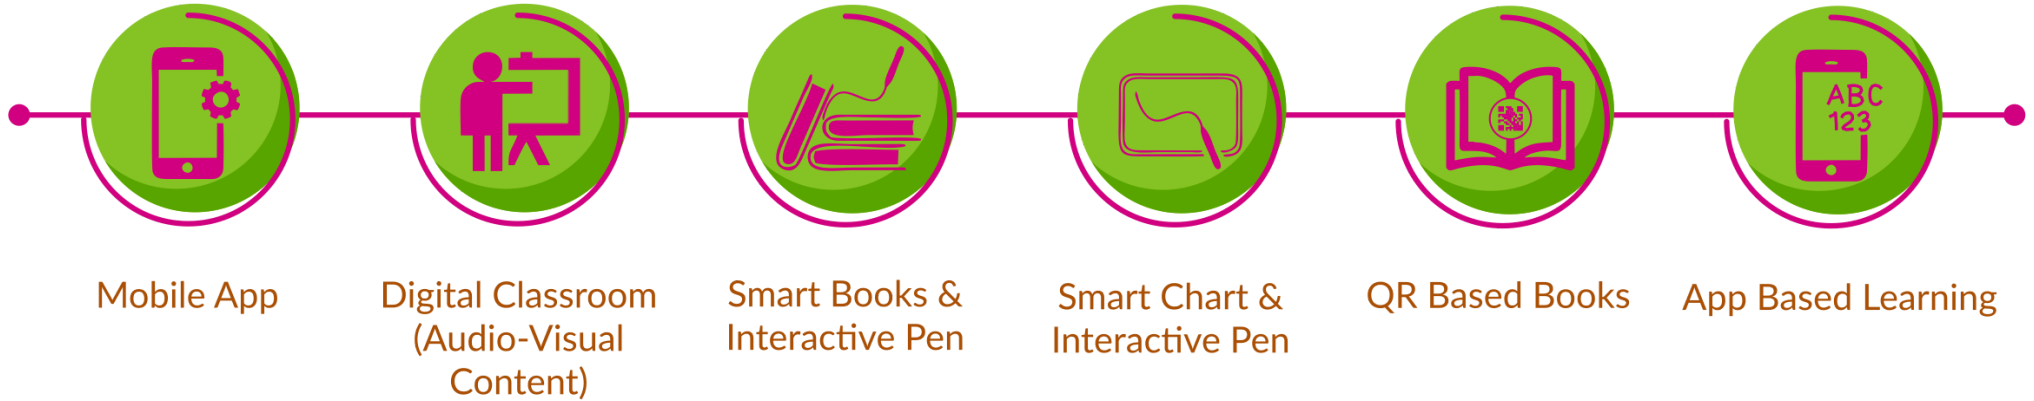 ABC
123
Mobile App
Digital Classroom
(Audio-Visual
Content)
Smart Books &
Interactive Pen
Smart Chart &
Interactive Pen
QR Based Books
App Based Learning